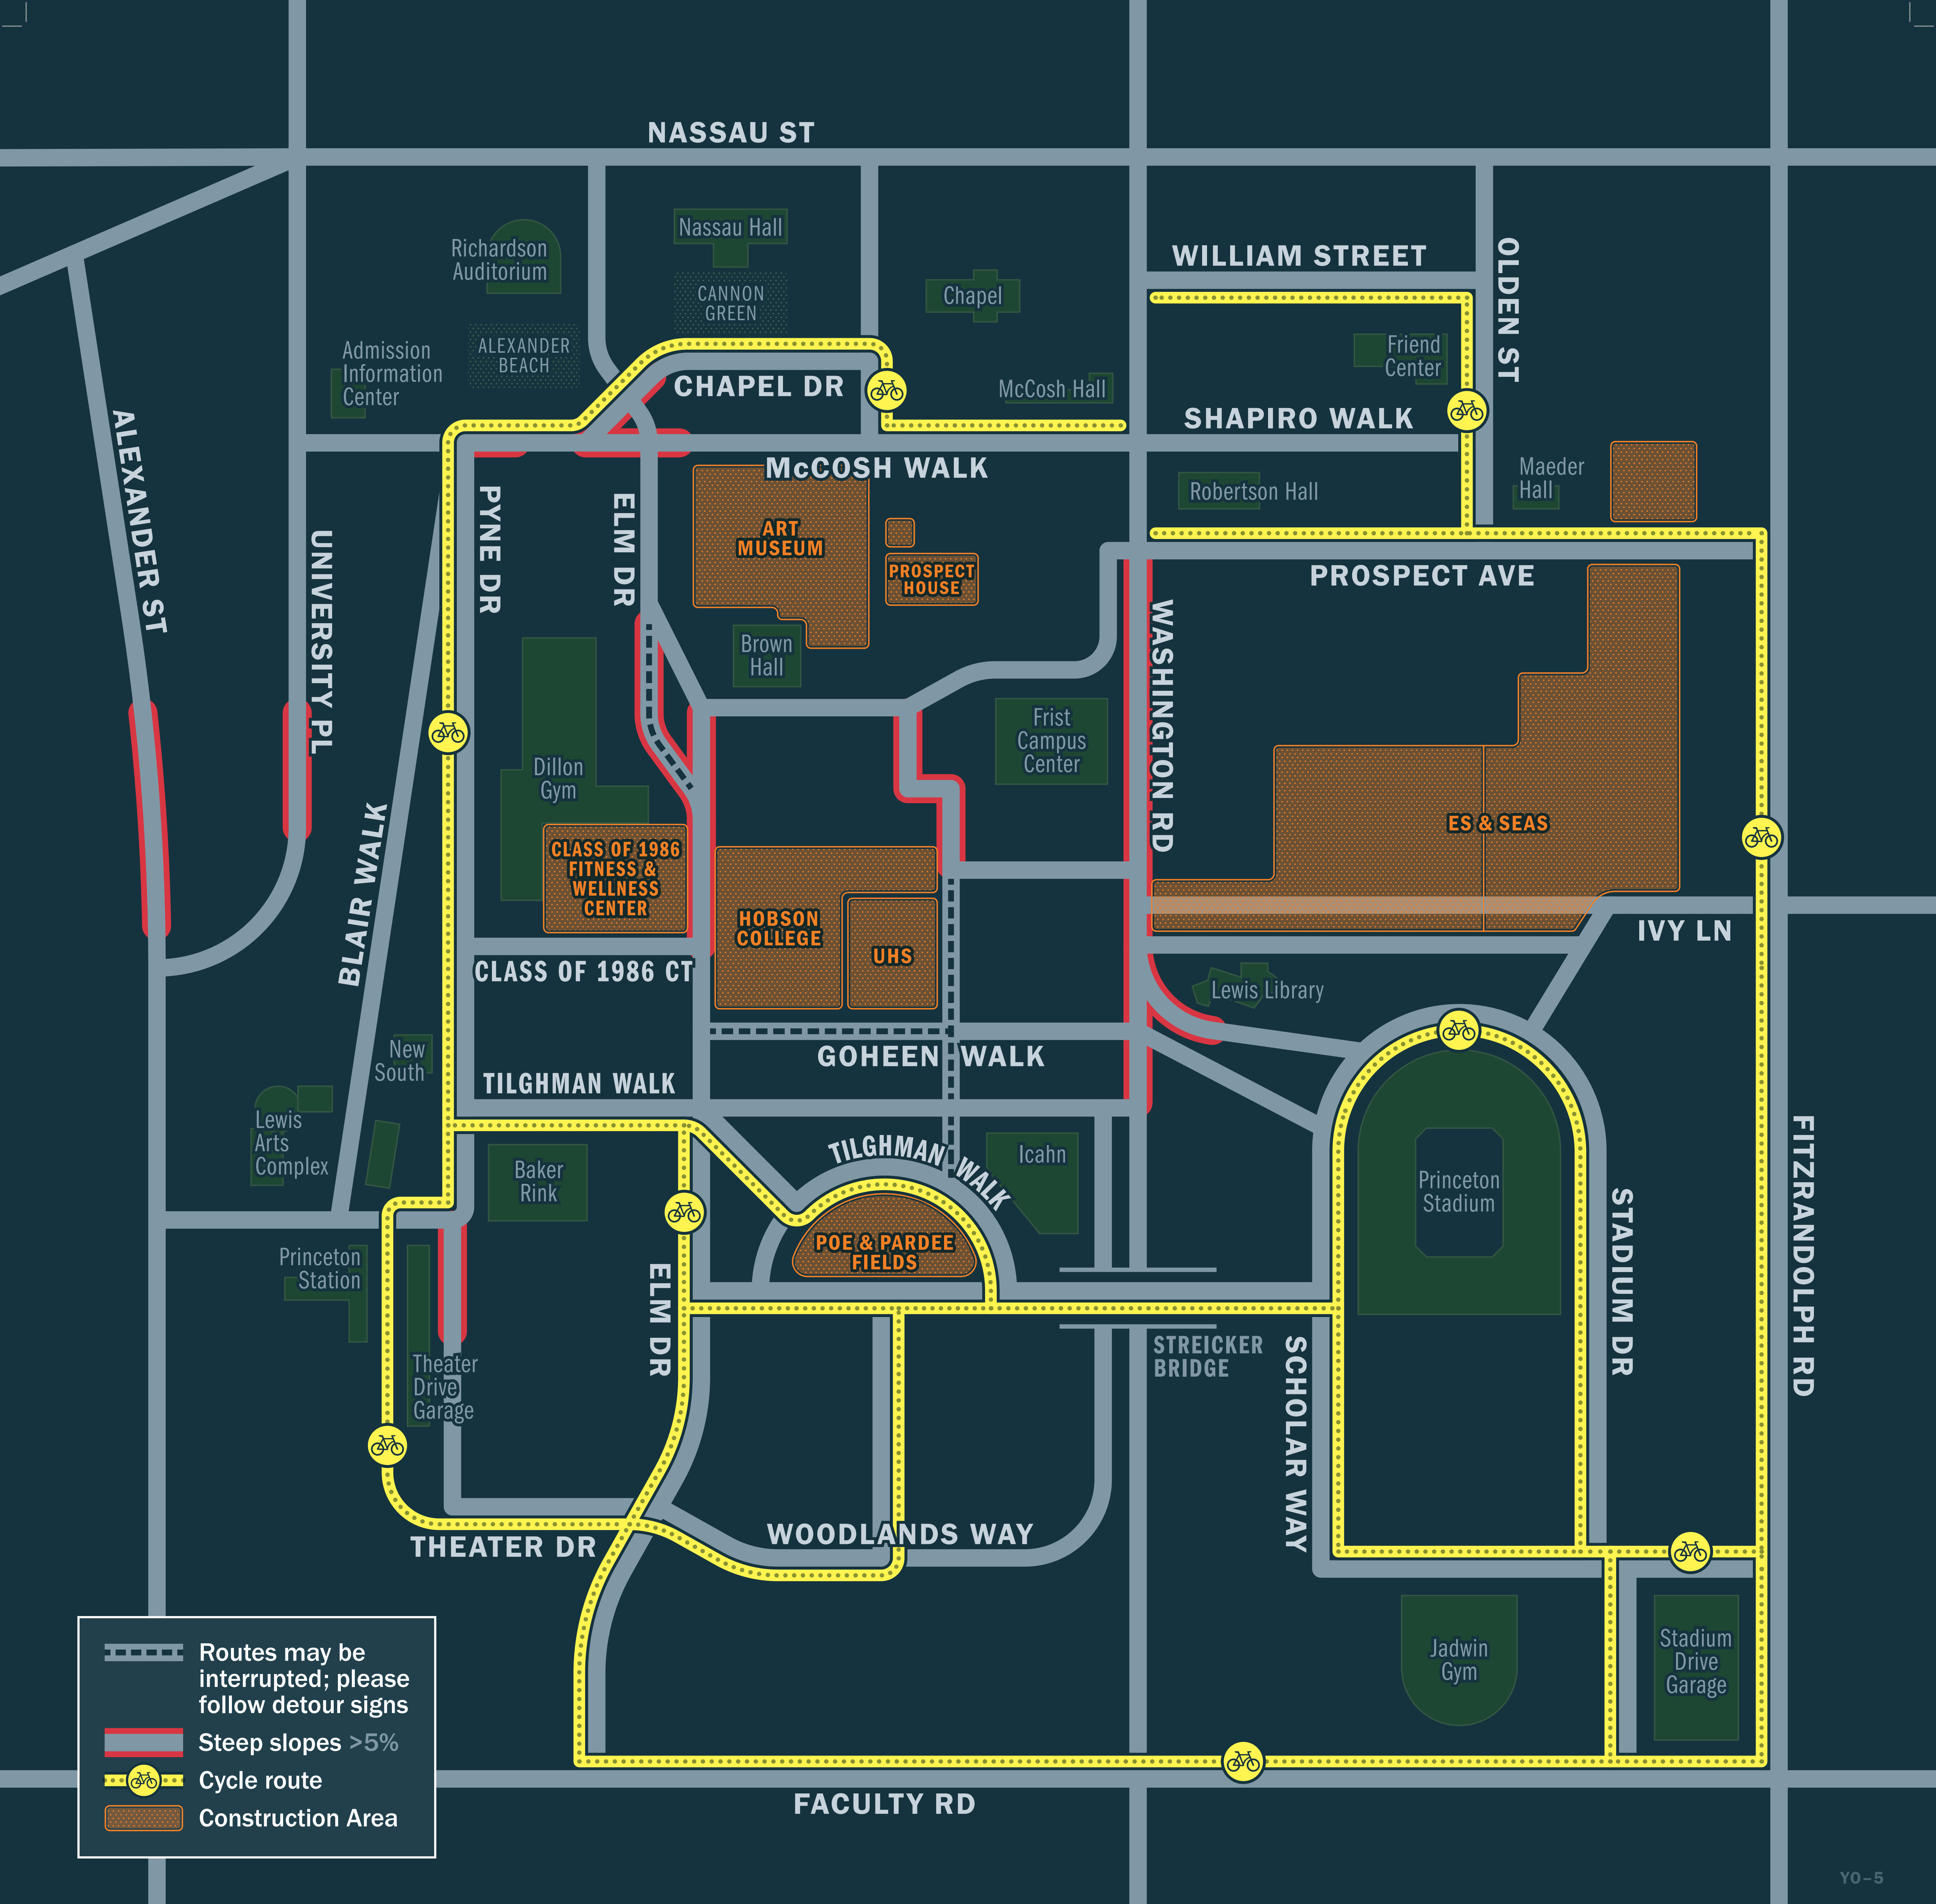 NASSAU ST
Nassau Hall
Richardson
Auditorium
WILLIAM STREET
OLDEN ST
CANNON
GREEN
Chapel
ALEXANDER
BEACH
Admission
Information
Center
Friend
Center
CHAPEL DR
McCosh Hall
SHAPIRO WALK
McCOSH WALK
ALEXANDER ST
UNIVERSITY PL
PYNE DR
ELM DR
Robertson Hall
Maeder
Hall
ART
MUSEUM
PROSPECT
HOUSE
PROSPECT AVE
Brown
Hall
WASHINGTON RD
Frist
Campus
Center
Dillon
Gym
BLAIR WALK
CLASS OF 1986
FITNESS &
WELLNESS
CENTER
ES & SEAS
HOBSON
COLLEGE
UHS
IVY LN
CLASS OF 1986 CT
Lewis Library
New
South
GOHEEN WALK
TILGHMAN WALK
Lewis
Arts
Complex
Baker
Rink
TILGHMAN WALK
Icahn
Princeton
Stadium
FITZRANDOLPH RD
STADIUM DR
POE & PARDEE
FIELDS
Princeton
Station
ELM DR
STREICKER
BRIDGE
SCHOLAR WAY
Theater
Drive
Garage
WOODLANDS WAY
THEATER DR
Jadwin
Gym
Stadium
Drive
Garage
Routes may be
interrupted; please
follow detour signs
Steep slopes >5%
Cycle route
Construction Area
FACULTY RD
YO–5